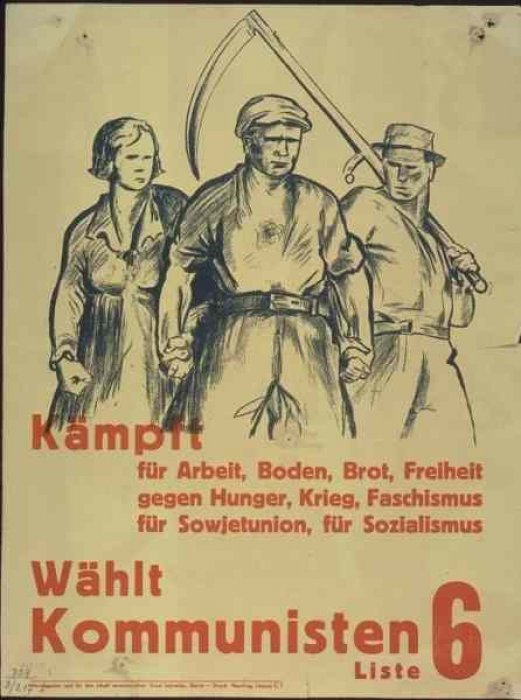 Kämpft
für Arbeit, Boden, Brot, Freiheit
gegen Hunger, Krieg, Faschismus
für Sowjetunion, für Sozialismus
Wählt
Kommunisten 6
Liste